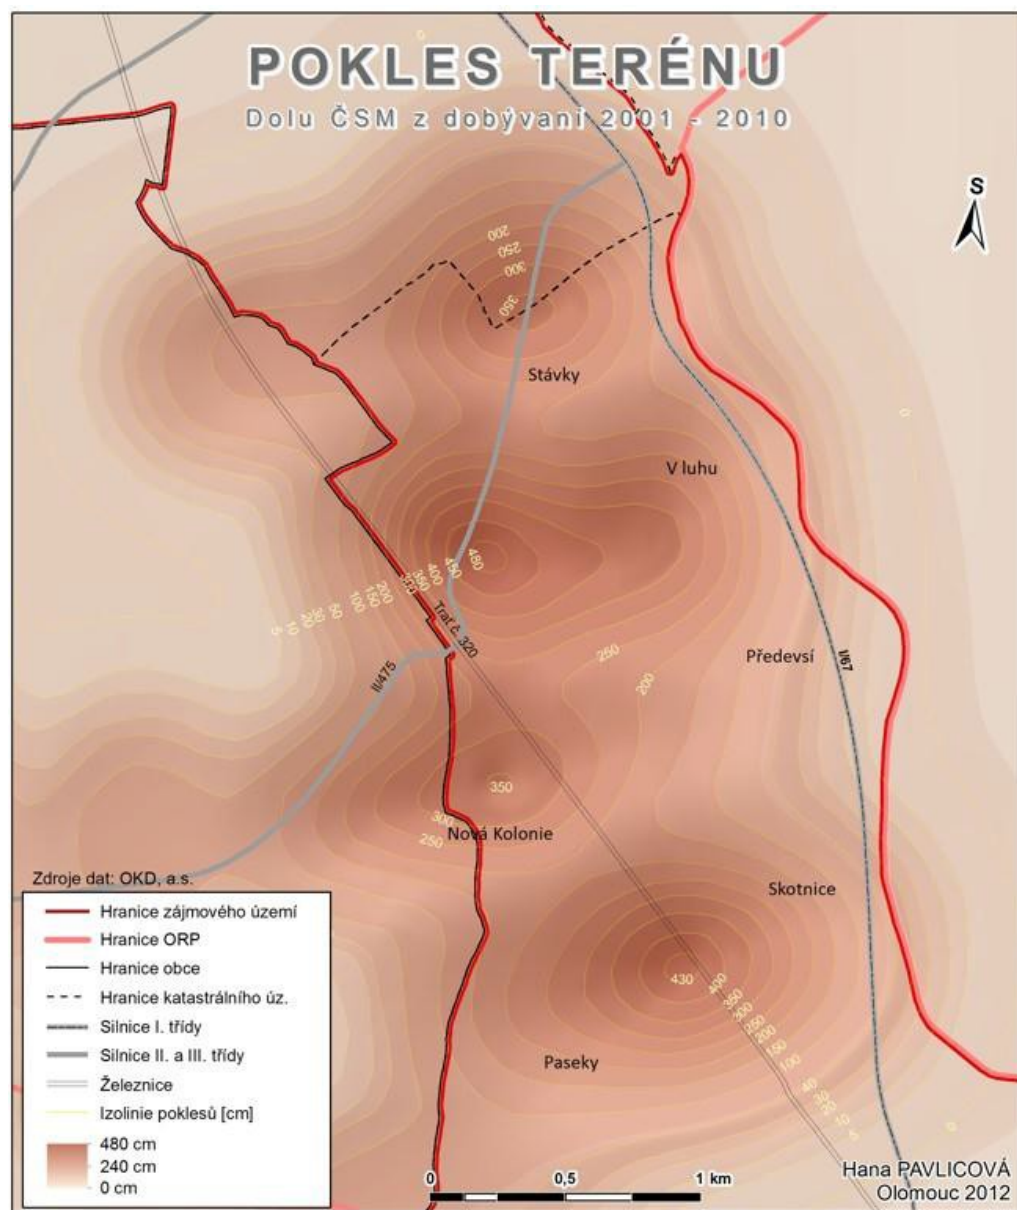 POKLES TERÉNU
Dolu ČSM z dobývaní 2001 - 2010
0
S
200
250
300
350
Stávky
0
V luhu
480
450
400
350
300
200
150
100
50
30
20
10
5
Trať č. 320
II/475
250
200
Předevsí
I/67
350
300
250
Nová Kolonie
Skotnice
430
400
350
300
250
200
150
100
40
30
20
10
5
0
Paseky
Zdroje dat: OKD, a.s.
Hranice zájmového území
Hranice ORP
Hranice obce
Hranice katastrálního úz.
Silnice I. třídy
Silnice II. a III. třídy
Železnice
Izolinie poklesů [cm]
480 cm
240 cm
0 cm
0 0,5 1 km
Hana PAVLICOVÁ
Olomouc 2012